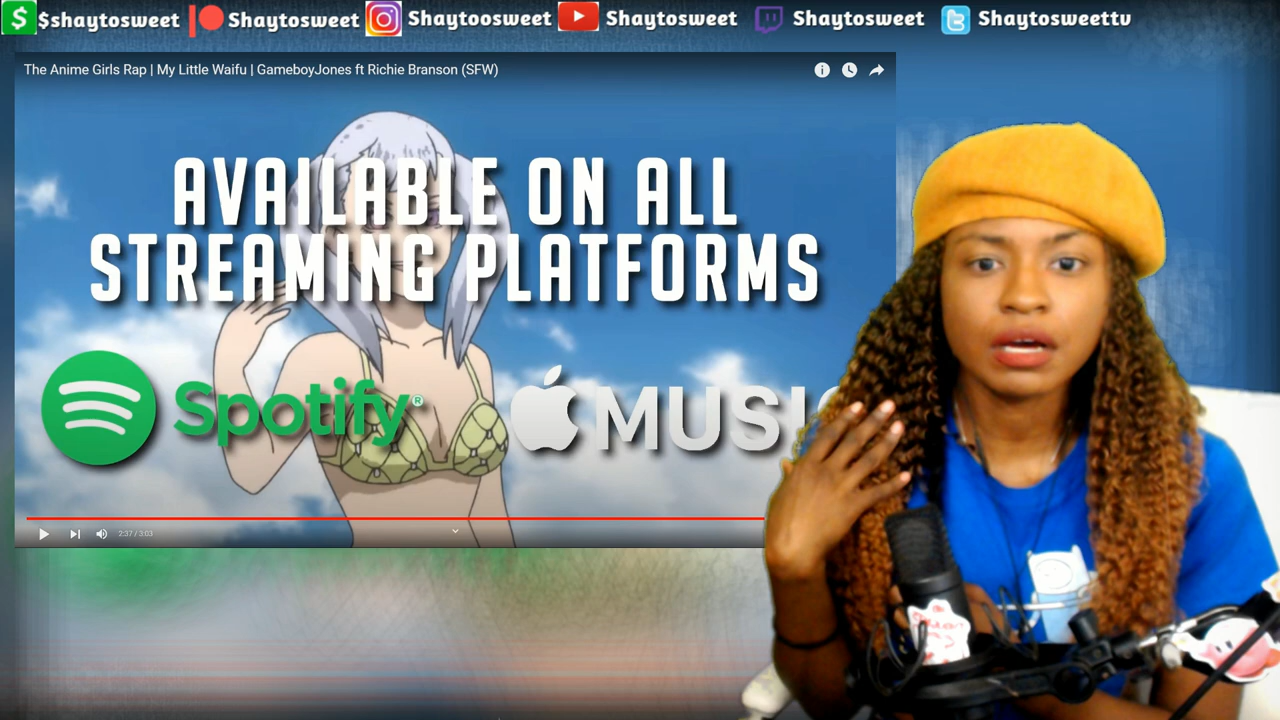 $shaytosweet Shaytosweet Shaytoosweet Shaytosweet Shaytosweet Shaytosweettv
The Anime Girls Rap | My Little Waifu | GameboyJones ft Richie Branson (SFW)
AVAILABLE ON ALL
STREAMING PLATFORMS
Spotify®
MUSIC
2:37 / 3:03